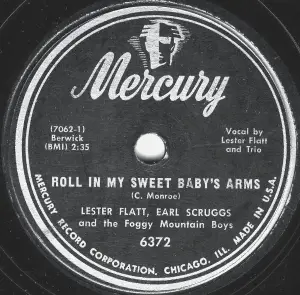 Mercury
(7062-1)
Berwick
(BMI) 2:35
Vocal by
Lester Flatt
and Trio
ROLL IN MY SWEET BABY'S ARMS
(C. Monroe)
LESTER FLATT, EARL SCRUGGS
and the Foggy Mountain Boys
6372
MERCURY RECORD CORPORATION, CHICAGO, ILL. MADE IN U.S.A.